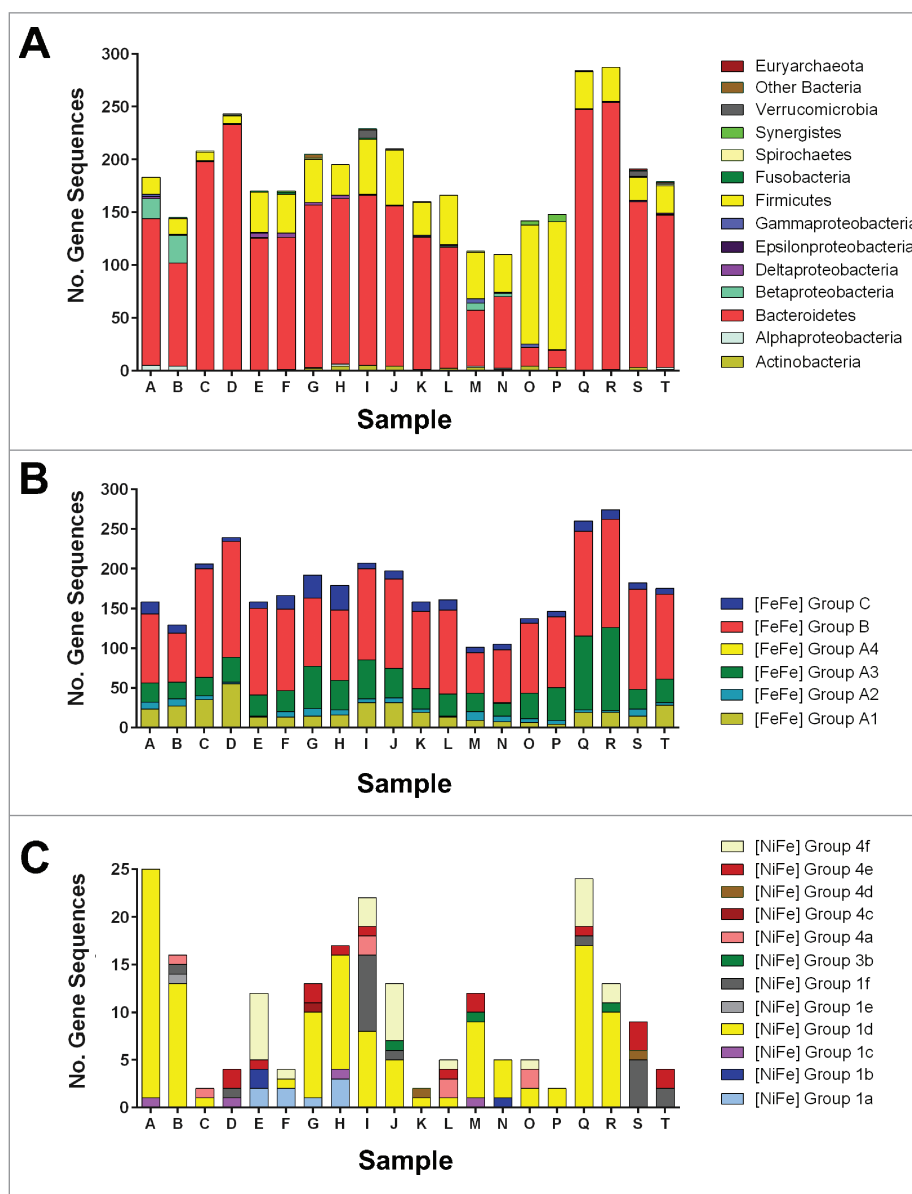 A
No. Gene Sequences
300
250
200
150
100
50
0
A B C D E F G H I J K L M N O P Q R S T
Sample
Euryarchaeota
Other Bacteria
Verrucomicrobia
Synergistes
Spirochaetes
Fusobacteria
Firmicutes
Gammaproteobacteria
Epsilonproteobacteria
Deltaproteobacteria
Betaproteobacteria
Bacteroidetes
Alphaproteobacteria
Actinobacteria
B
No. Gene Sequences
300
250
200
150
100
50
0
A B C D E F G H I J K L M N O P Q R S T
Sample
[FeFe] Group C
[FeFe] Group B
[FeFe] Group A4
[FeFe] Group A3
[FeFe] Group A2
[FeFe] Group A1
C
No. Gene Sequences
25
20
15
10
5
0
A B C D E F G H I J K L M N O P Q R S T
Sample
[NiFe] Group 4f
[NiFe] Group 4e
[NiFe] Group 4d
[NiFe] Group 4c
[NiFe] Group 4a
[NiFe] Group 3b
[NiFe] Group 1f
[NiFe] Group 1e
[NiFe] Group 1d
[NiFe] Group 1c
[NiFe] Group 1b
[NiFe] Group 1a